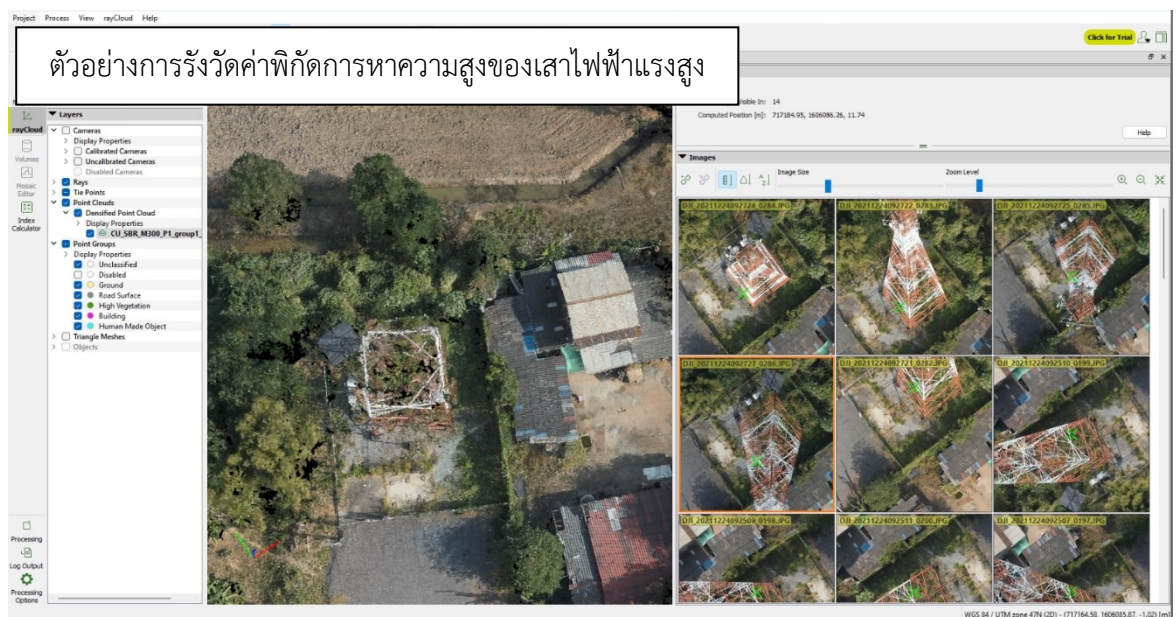 Project Process View rayCloud Help
Click for Trial
ตัวอย่างการรังวัดค่าพิกัดการหาความสูงของเสาไฟฟ้าแรงสูง
14
Computed Position [m]: 717184.95, 1606086.26, 11.74
Help
rayCloud
Volumes
Mosaic
Editor
Index
Calculator
Processing
Log Output
Processing
Options
Layers
Cameras
Display Properties
Calibrated Cameras
Uncalibrated Cameras
Disabled Cameras
Rays
Tie Points
Point Clouds
Densified Point Cloud
Display Properties
CU_SBR_M300_P1_group1_
Point Groups
Display Properties
Unclassified
Disabled
Ground
Road Surface
High Vegetation
Building
Human Made Object
Triangle Meshes
Objects
Images
Image Size
Zoom Level
DJI_20211224092724_0284.JPG
DJI_20211224092722_0283.JPG
DJI_20211224092725_0285.JPG
DJI_20211224092727_0286.JPG
DJI_20211224092721_0282.JPG
DJI_20211224092510_0199.JPG
DJI_20211224092508_0198.JPG
DJI_20211224092511_0200.JPG
DJI_20211224092507_0197.JPG
WGS 84 / UTM zone 47N (2D) - (717164.58, 1606085.87, -1.02) [m]